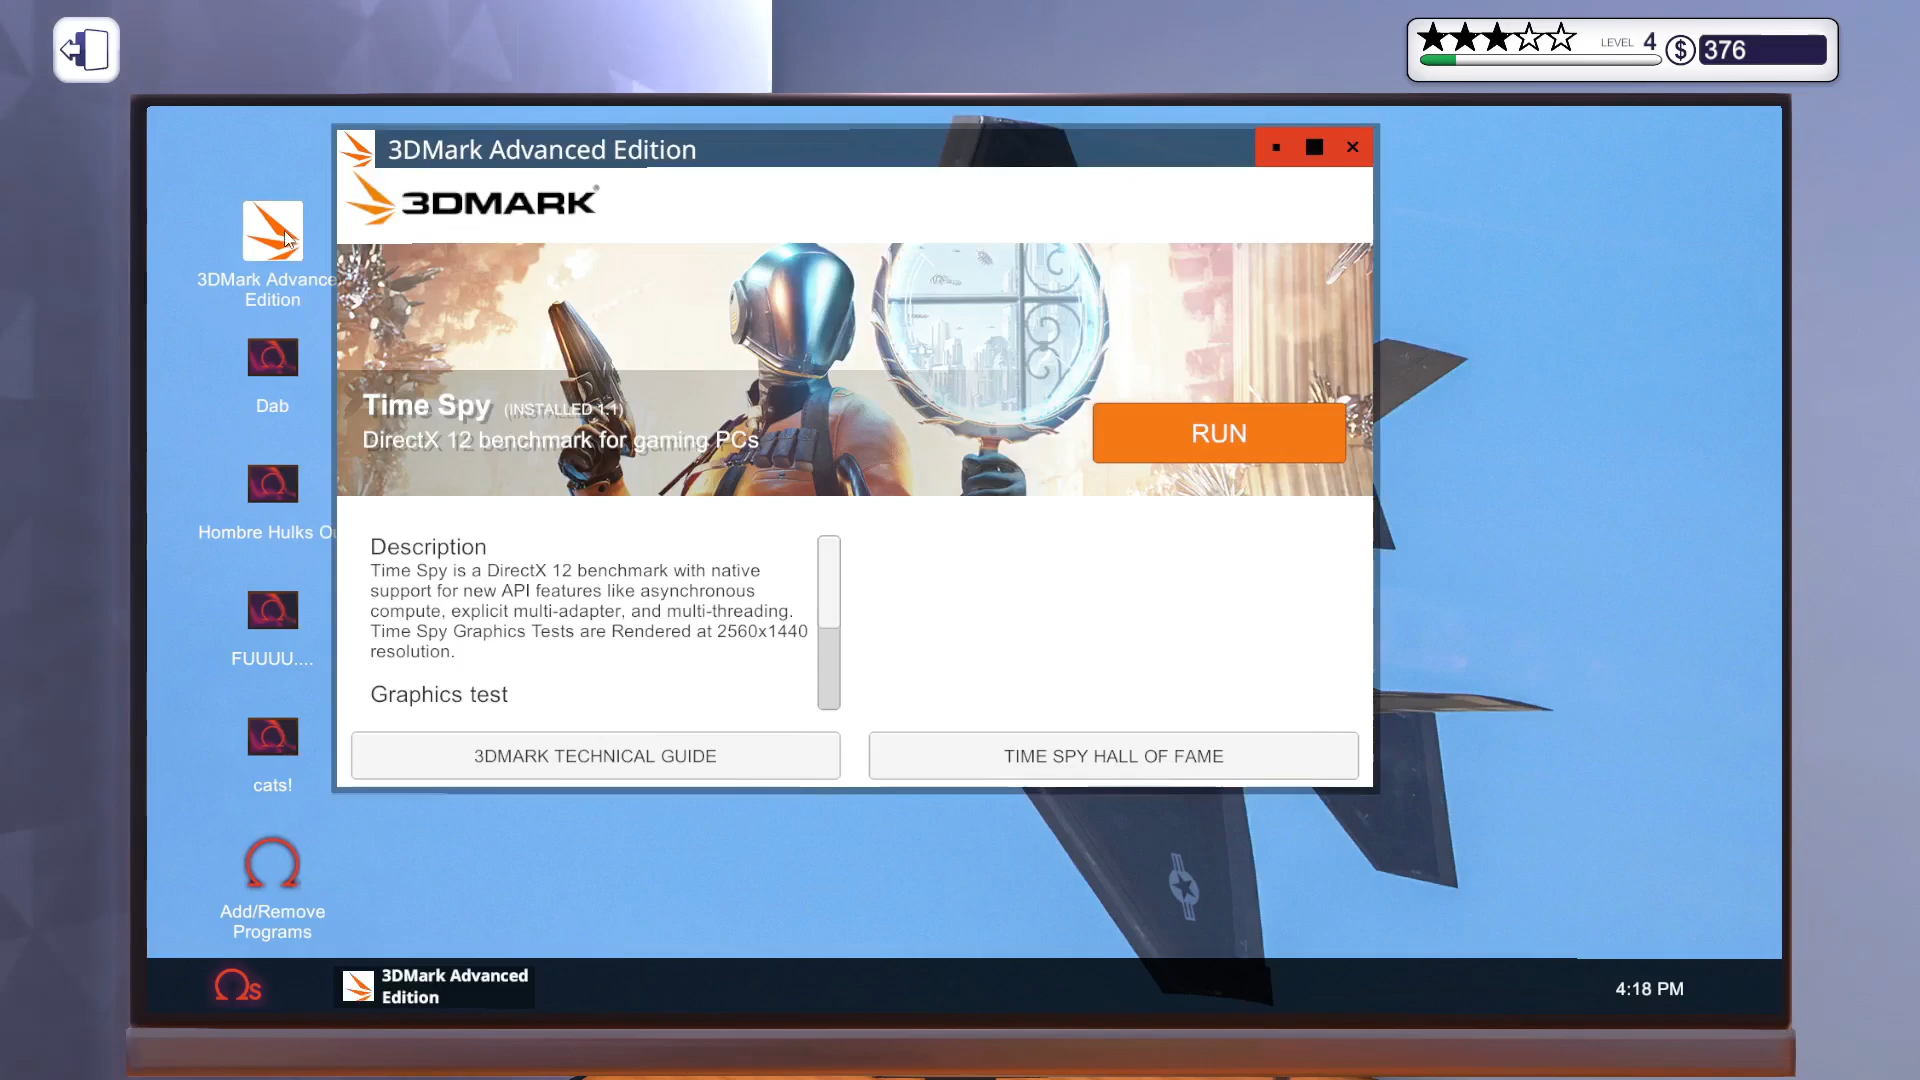 LEVEL 4
376
3DMark Advanced Edition
3DMARK®
3DMark Advance
Edition
Dab
Hombre Hulks O
FUUUU....
cats!
Add/Remove
Programs
Time Spy (INSTALLED 1.1)
DirectX 12 benchmark for gaming PCs
RUN
Description
Time Spy is a DirectX 12 benchmark with native
support for new API features like asynchronous
compute, explicit multi-adapter, and multi-threading.
Time Spy Graphics Tests are Rendered at 2560x1440
resolution.
Graphics test
3DMARK TECHNICAL GUIDE
TIME SPY HALL OF FAME
Ωs
3DMark Advanced
Edition
4:18 PM